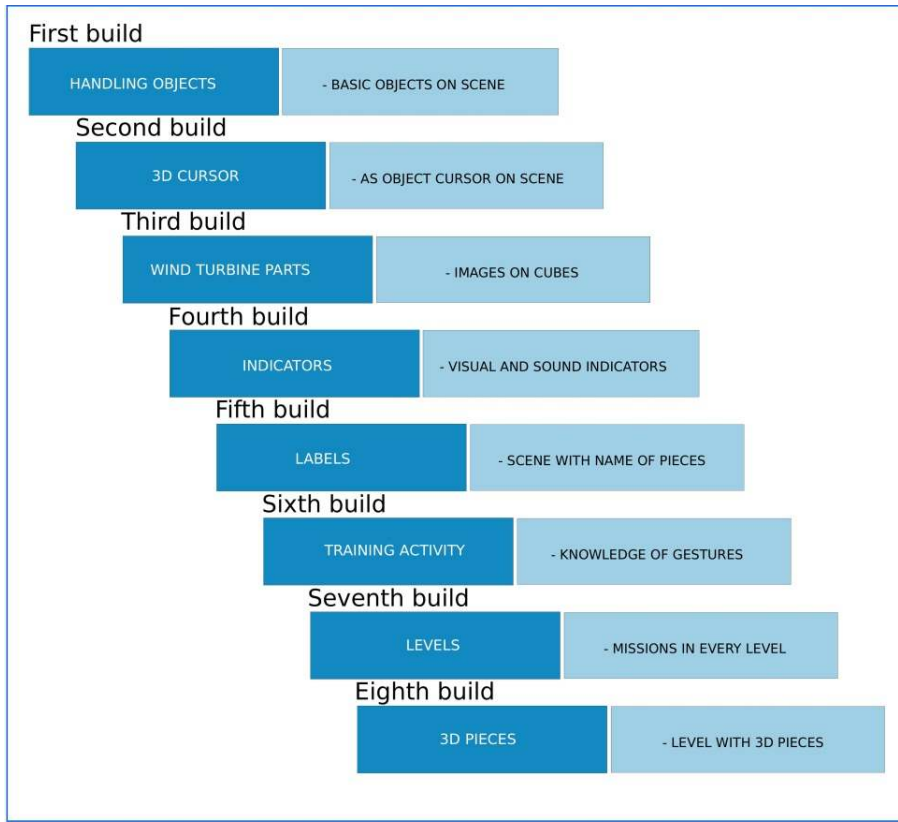 First build
HANDLING OBJECTS
- BASIC OBJECTS ON SCENE
Second build
3D CURSOR
- AS OBJECT CURSOR ON SCENE
Third build
WIND TURBINE PARTS
- IMAGES ON CUBES
Fourth build
INDICATORS
- VISUAL AND SOUND INDICATORS
Fifth build
LABELS
- SCENE WITH NAME OF PIECES
Sixth build
TRAINING ACTIVITY
- KNOWLEDGE OF GESTURES
Seventh build
LEVELS
- MISSIONS IN EVERY LEVEL
Eighth build
3D PIECES
- LEVEL WITH 3D PIECES